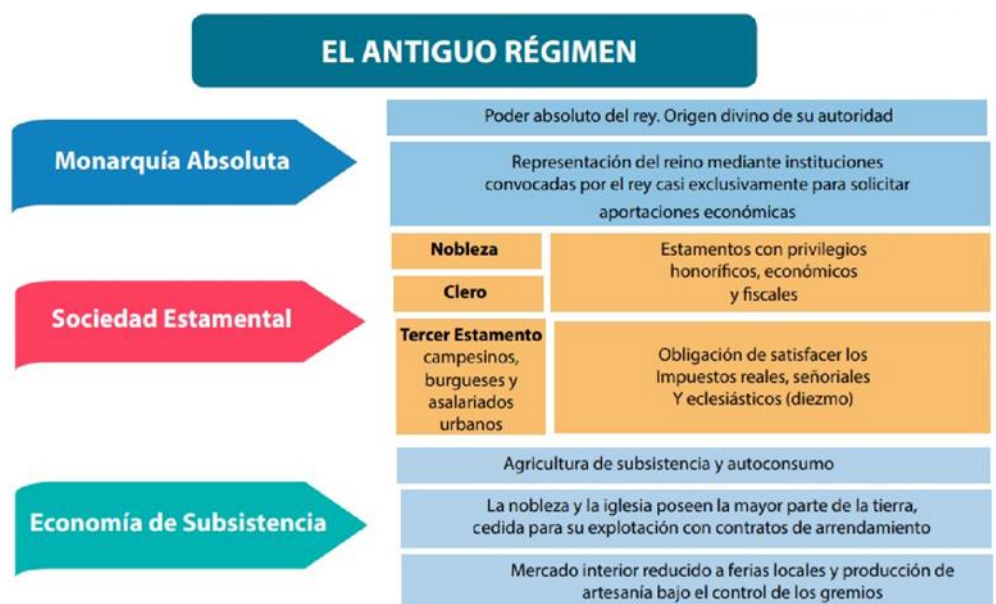 EL ANTIGUO RÉGIMEN
Monarquía Absoluta
Poder absoluto del rey. Origen divino de su autoridad
Representación del reino mediante instituciones
convocadas por el rey casi exclusivamente para solicitar
aportaciones económicas
Sociedad Estamental
Nobleza
Clero
Estamentos con privilegios
honoríficos, económicos
y fiscales
Tercer Estamento
campesinos,
burgueses y
asalariados
urbanos
Obligación de satisfacer los
Impuestos reales, señoriales
Y eclesiásticos (diezmo)
Economía de Subsistencia
Agricultura de subsistencia y autoconsumo
La nobleza y la iglesia poseen la mayor parte de la tierra,
cedida para su explotación con contratos de arrendamiento
Mercado interior reducido a ferias locales y producción de
artesanía bajo el control de los gremios